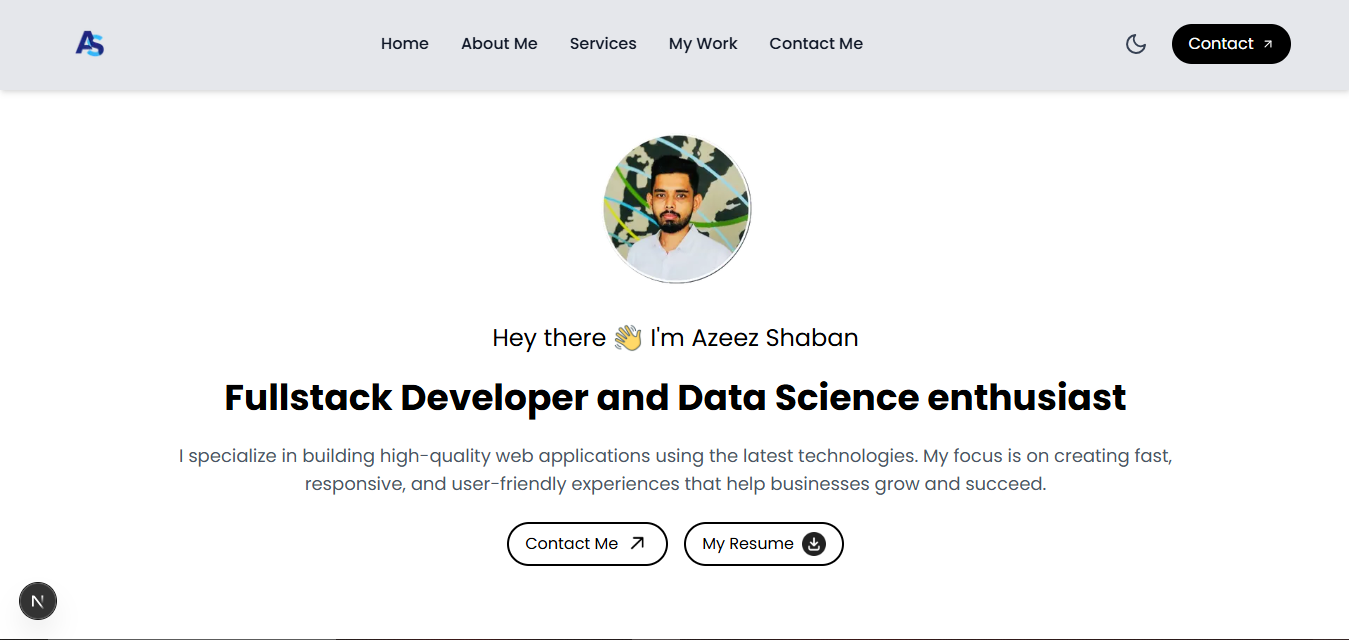 AS
Home About Me Services My Work Contact Me Contact
Hey there 👋 I'm Azeez Shaban
Fullstack Developer and Data Science enthusiast
I specialize in building high-quality web applications using the latest technologies. My focus is on creating fast,
responsive, and user-friendly experiences that help businesses grow and succeed.
Contact Me My Resume
N